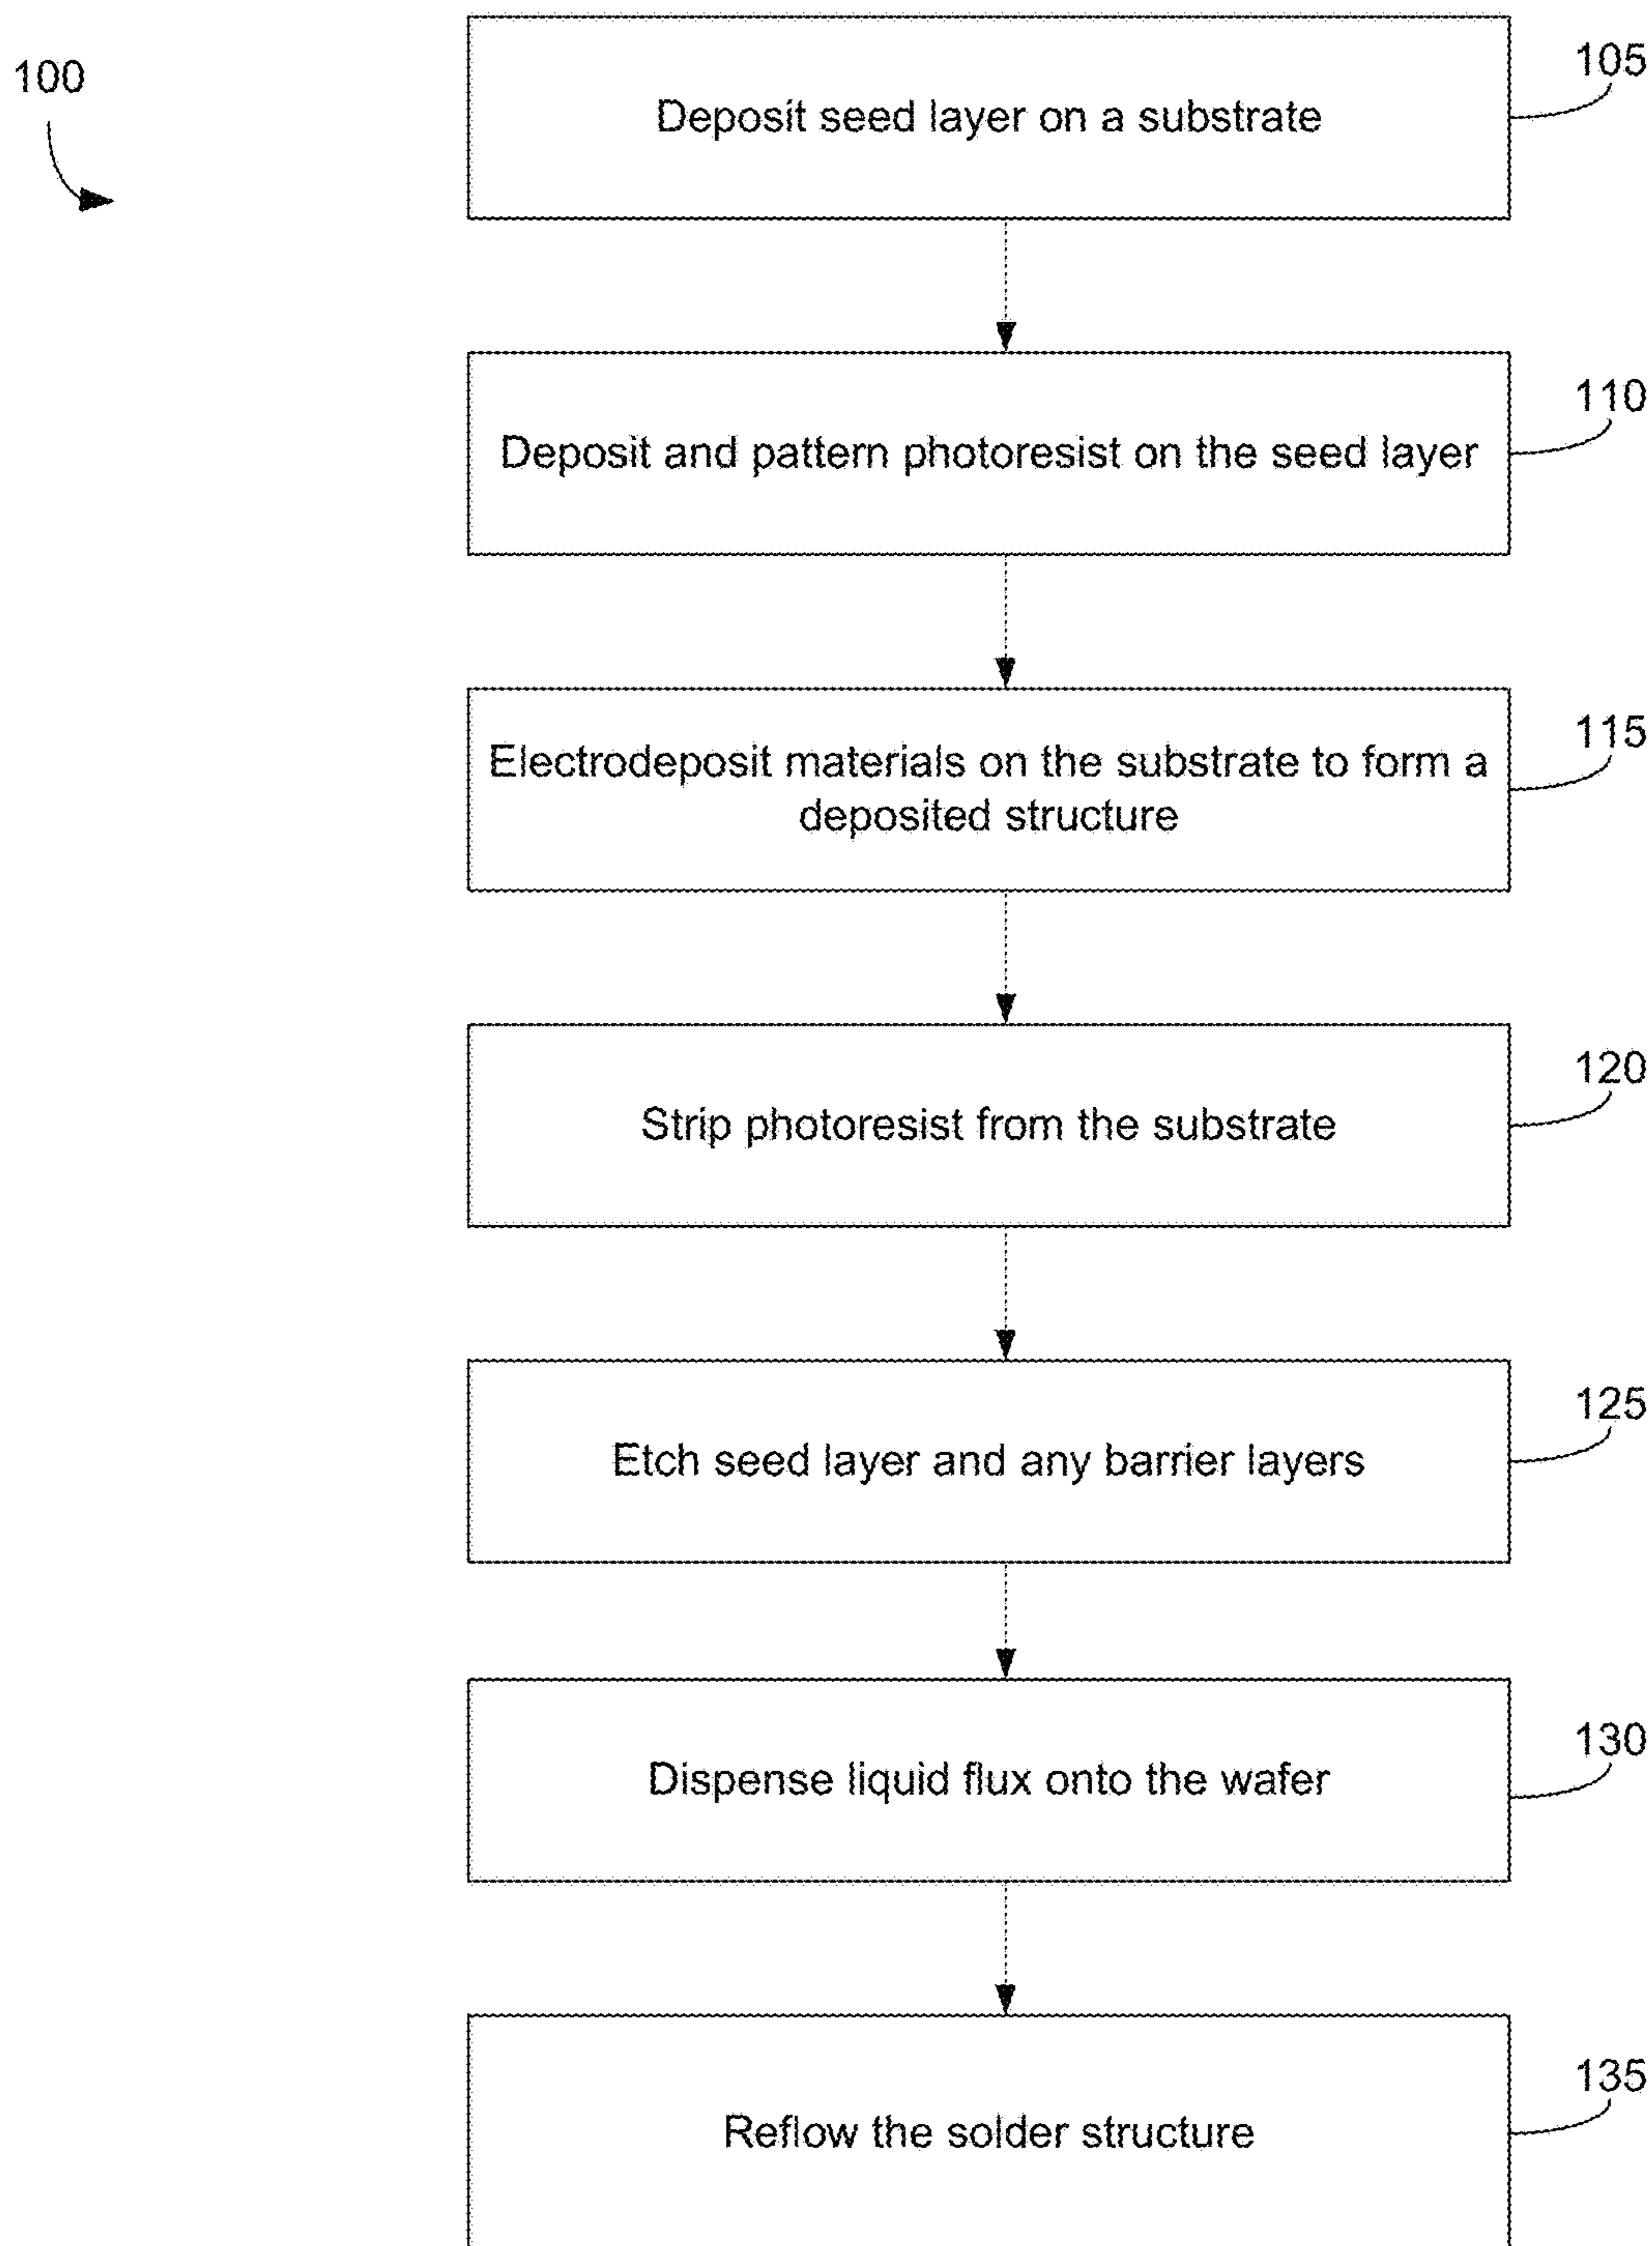 100
105
Deposit seed layer on a substrate
110
Deposit and pattern photoresist on the seed layer
115
Electrodeposit materials on the substrate to form a
deposited structure
120
Strip photoresist from the substrate
125
Etch seed layer and any barrier layers
130
Dispense liquid flux onto the wafer
135
Reflow the solder structure